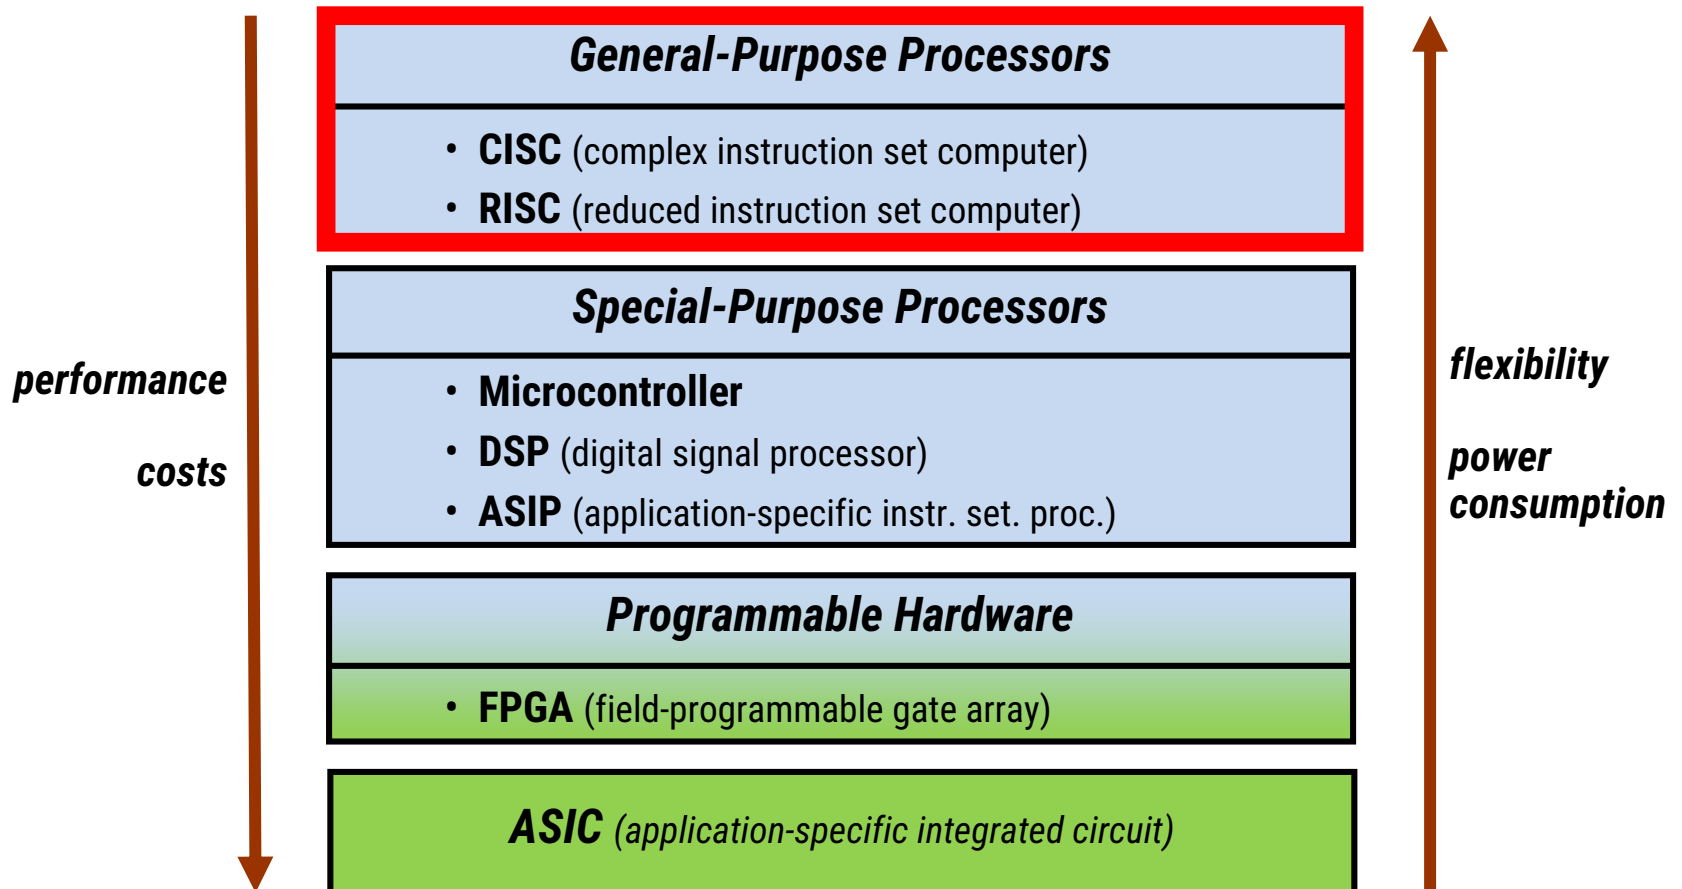 General-Purpose Processors
• CISC (complex instruction set computer)
• RISC (reduced instruction set computer)
Special-Purpose Processors
• Microcontroller
• DSP (digital signal processor)
• ASIP (application-specific instr. set. proc.)
performance
costs
flexibility
power
consumption
Programmable Hardware
• FPGA (field-programmable gate array)
ASIC (application-specific integrated circuit)